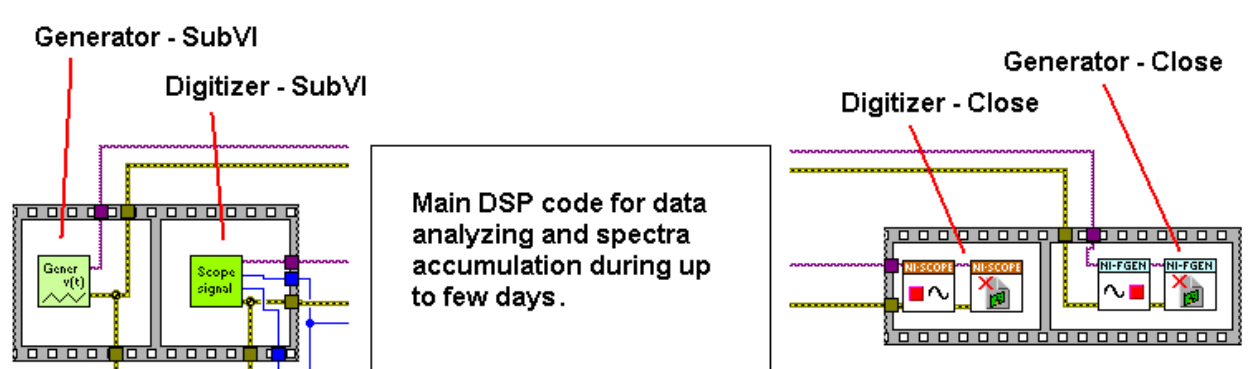 Generator - SubVI
Digitizer - SubVI
Generator - Close
Digitizer - Close
Main DSP code for data
analyzing and spectra
accumulation during up
to few days.
Gener
v(t)
Scope
signal
NI-SCOPE
NI-SCOPE
NI-FGEN
NI-FGEN